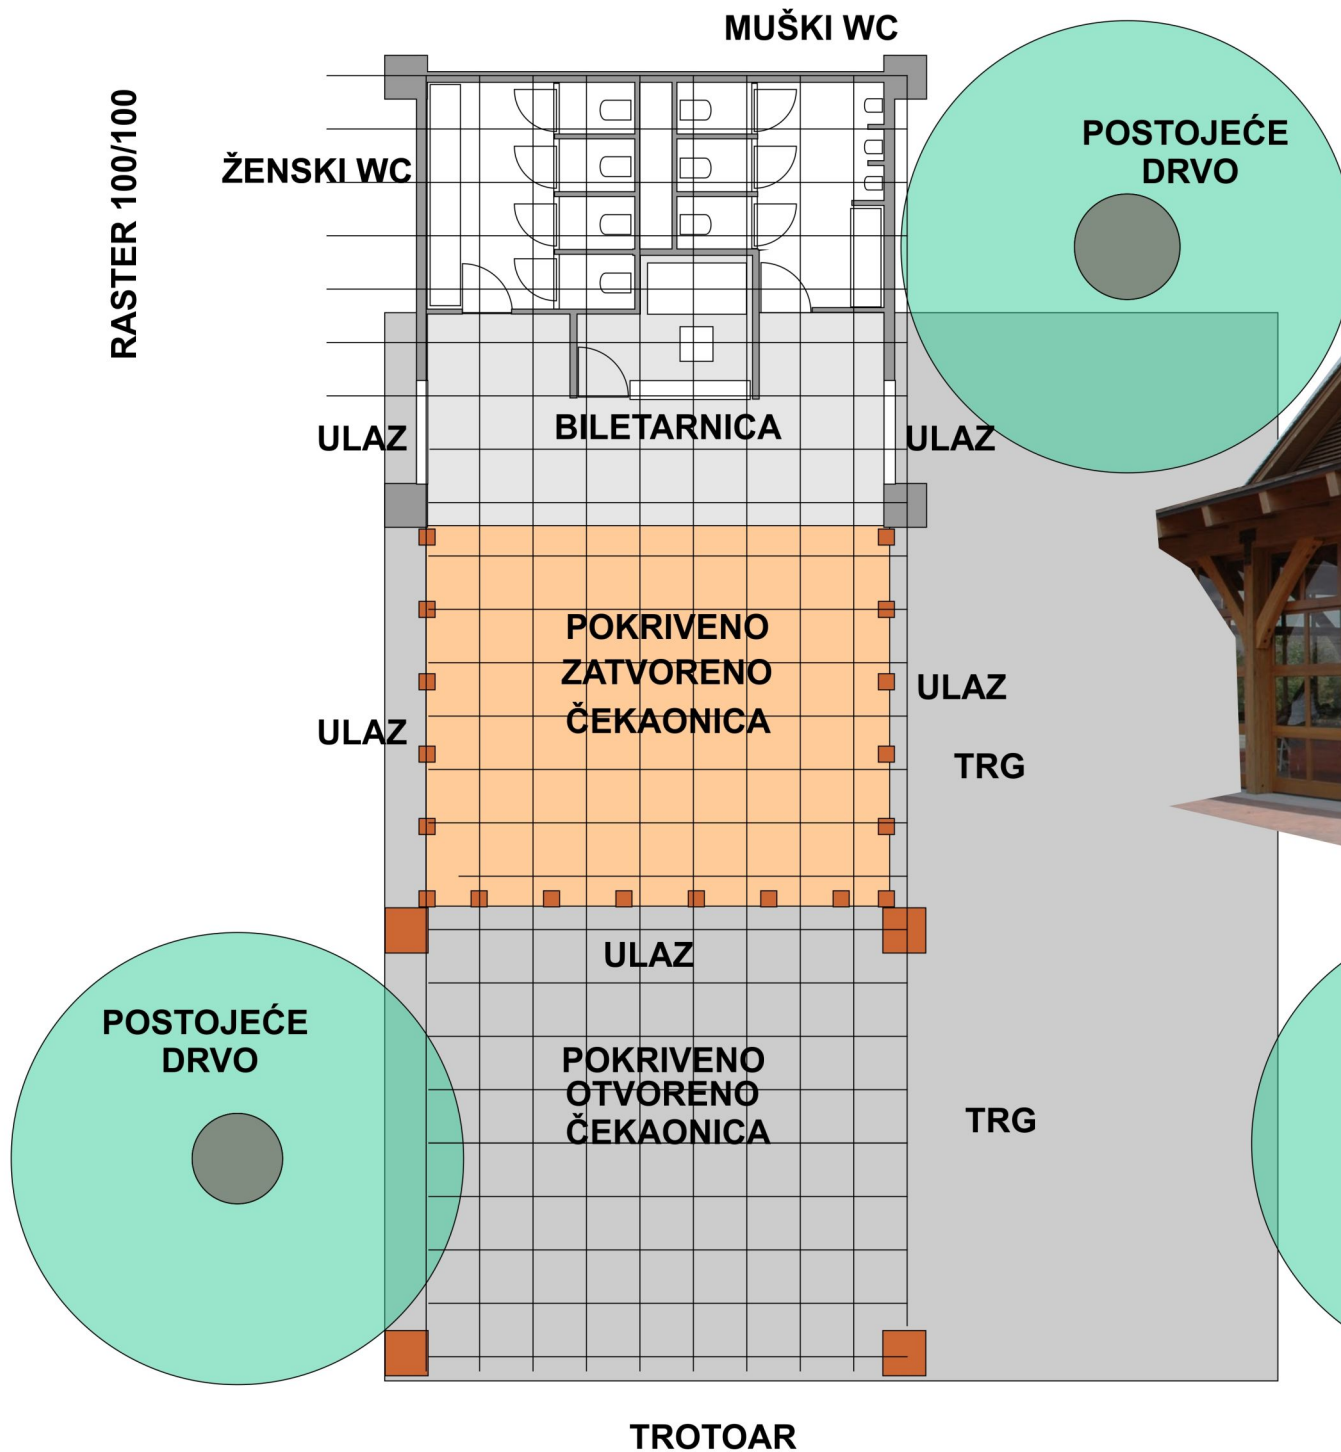 MUŠKI WC
RASTER 100/100
ŽENSKI WC
POSTOJEĆE
DRVO
ULAZ
BILETARNICA
ULAZ
POKRIVENO
ZATVORENO
ČEKAONICA
ULAZ
ULAZ
TRG
ULAZ
POSTOJEĆE
DRVO
POKRIVENO
OTVORENO
ČEKAONICA
TRG
TROTOAR